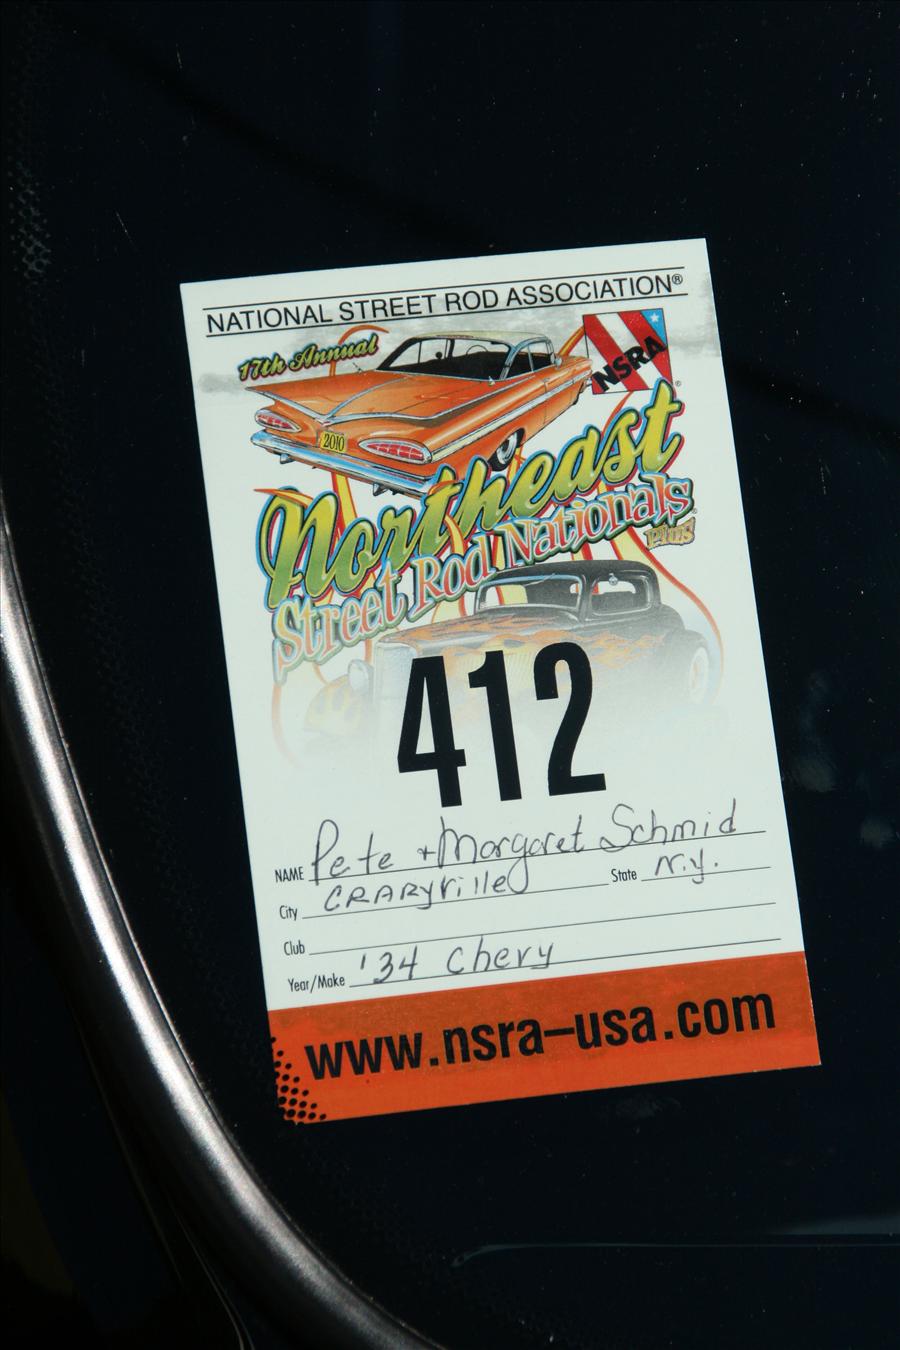 NATIONAL STREET ROD ASSOCIATION®
17th Annual
NSRA®
2010
Northeast
Street Rod Nationals
Plus
412
NAME Pete + Margaret Schmid
City CRARYville State N.Y.
Club
Year/Make '34 Chevy
www.nsra-usa.com